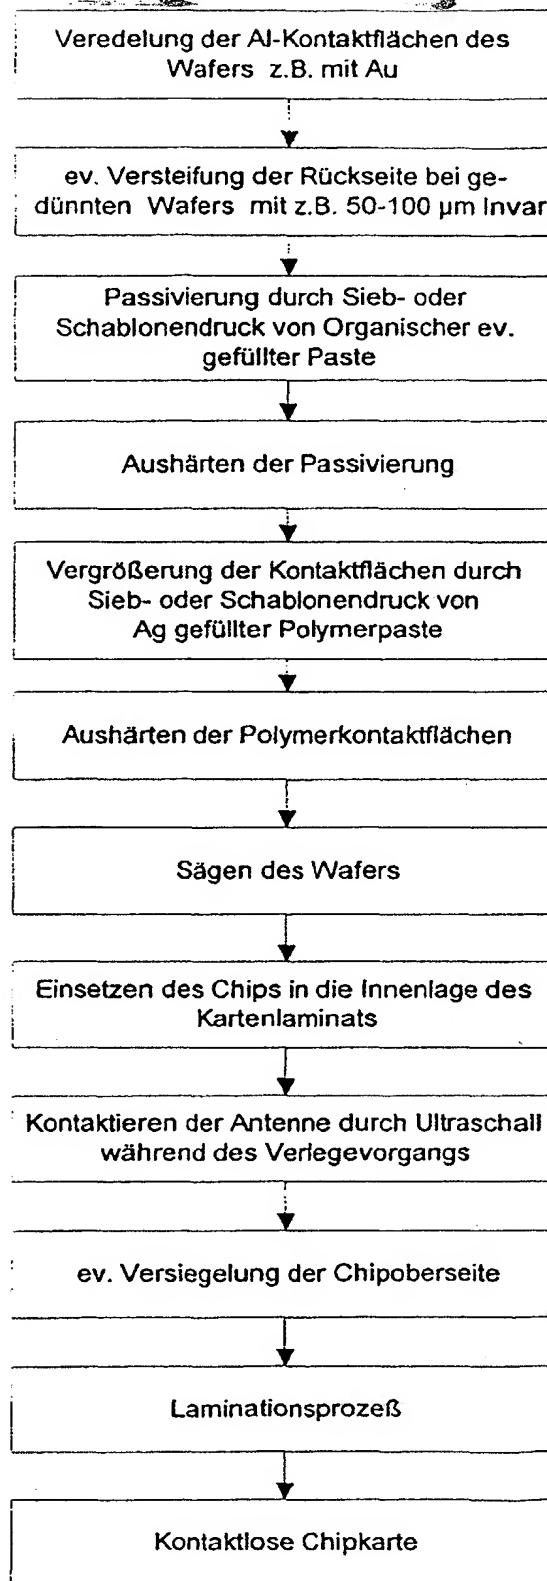 Veredelung der Al-Kontaktflächen des
Wafers z.B. mit Au
ev. Versteifung der Rückseite bei ge-
dünnten Wafers mit z.B. 50-100 µm Invar
Passivierung durch Sieb- oder
Schablonendruck von Organischer ev.
gefüllter Paste
Aushärten der Passivierung
Vergrößerung der Kontaktflächen durch
Sieb- oder Schablonendruck von
Ag gefüllter Polymerpaste
Aushärten der Polymerkontaktflächen
Sägen des Wafers
Einsetzen des Chips in die Innenlage des
Kartenlaminats
Kontaktieren der Antenne durch Ultraschall
während des Verlegevorgangs
ev. Versiegelung der Chipoberseite
Laminationsprozeß
Kontaktlose Chipkarte